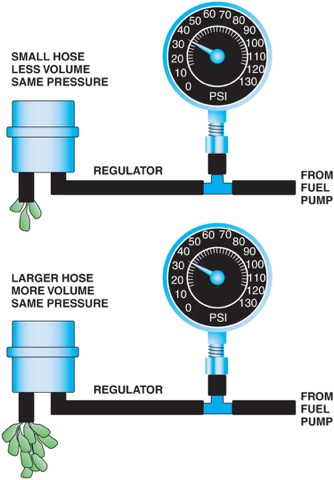 SMALL HOSE
LESS VOLUME
SAME PRESSURE
0 10 20 30 40 50 60 70 80 90 100 110 120 130
PSI
REGULATOR
FROM
FUEL
PUMP
LARGER HOSE
MORE VOLUME
SAME PRESSURE
0 10 20 30 40 50 60 70 80 90 100 110 120 130
PSI
REGULATOR
FROM
FUEL
PUMP